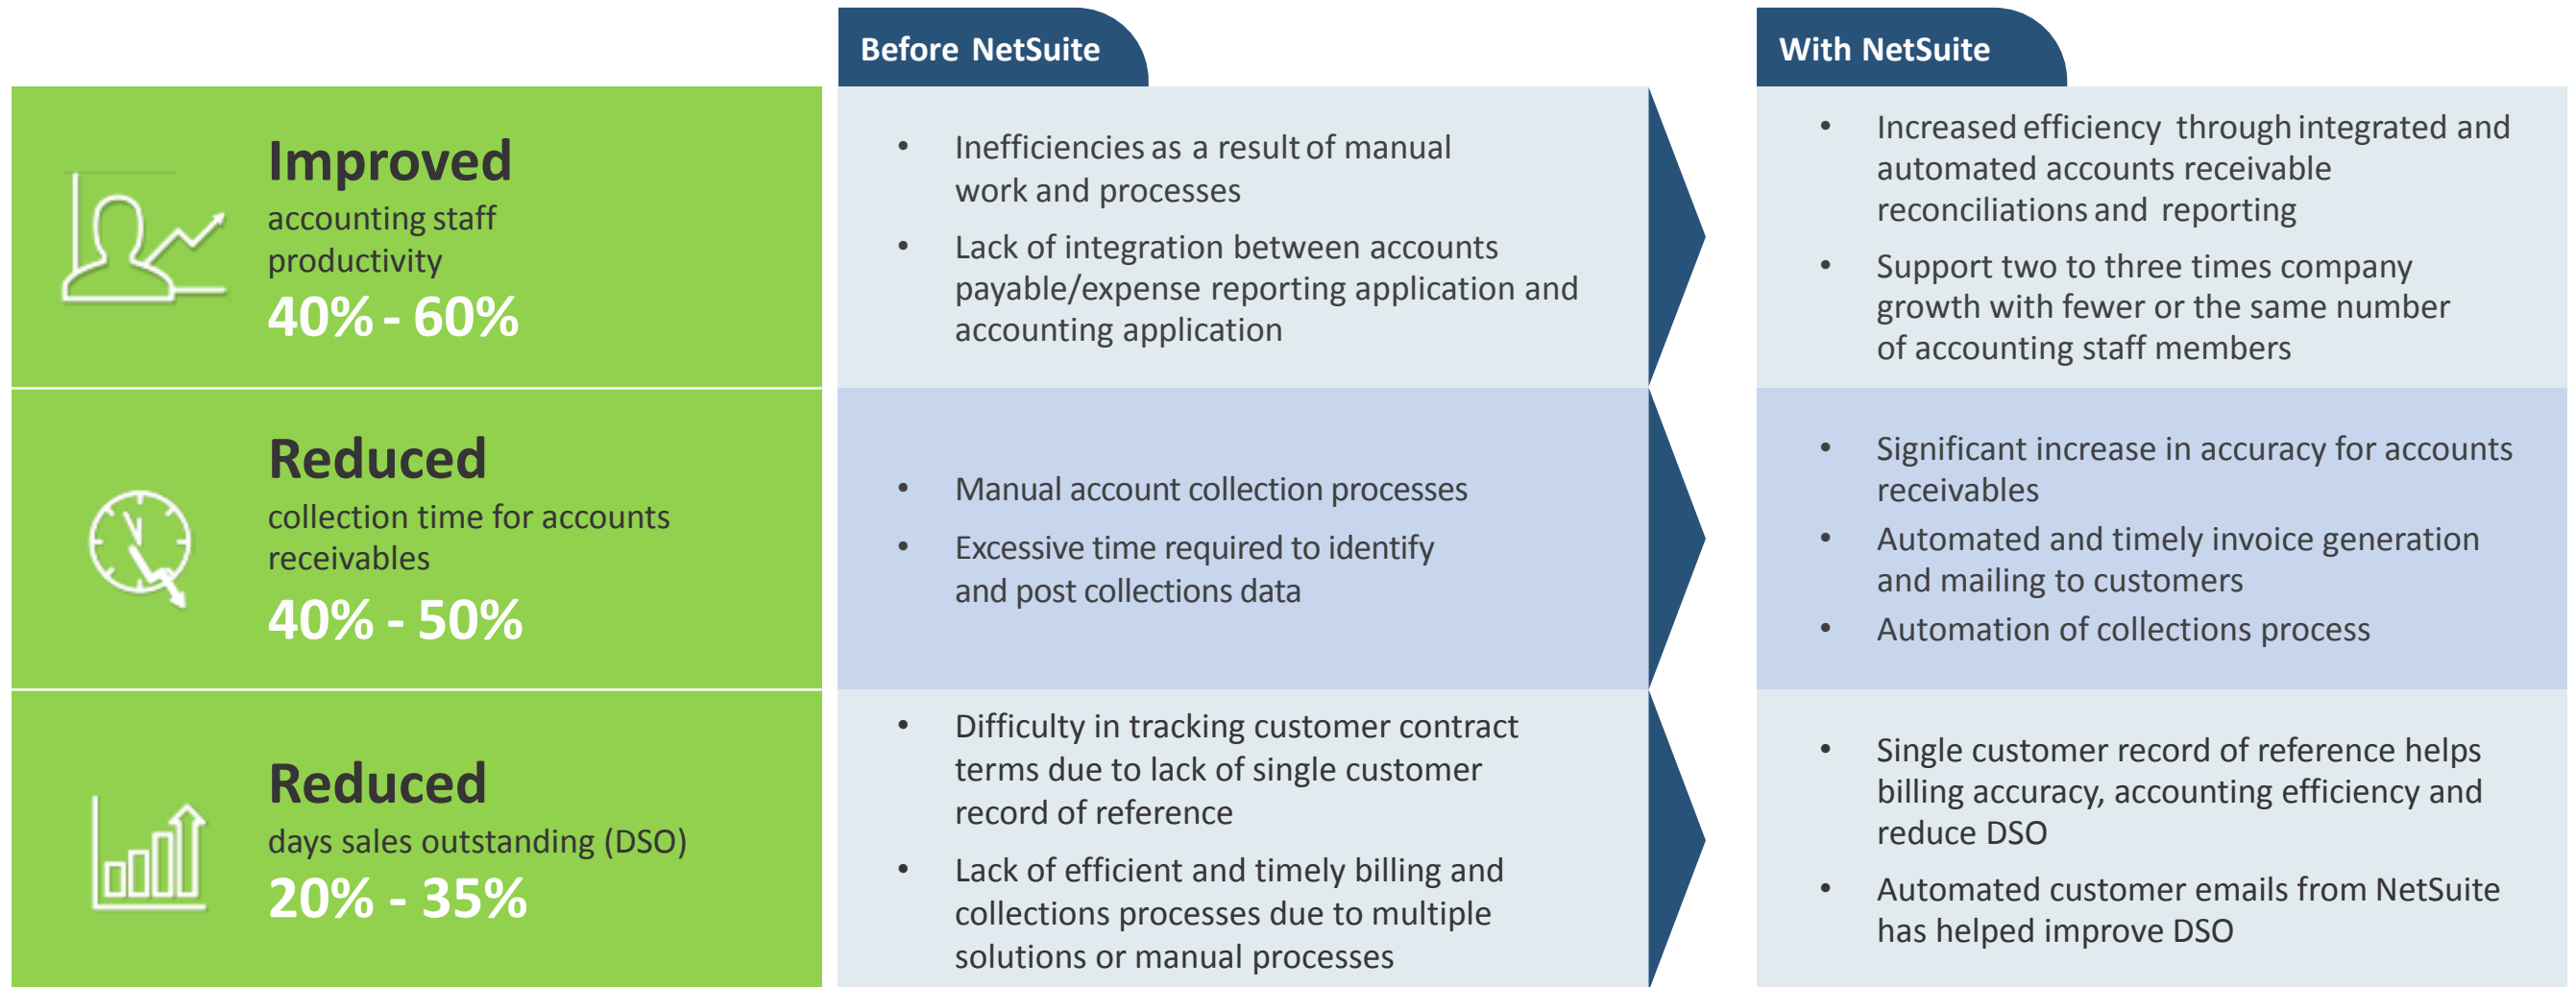 Before NetSuite
With NetSuite
Improved
accounting staff
productivity
40% - 60%
• Inefficiencies as a result of manual
work and processes
• Lack of integration between accounts
payable/expense reporting application and
accounting application
• Increased efficiency through integrated and
automated accounts receivable
reconciliations and reporting
• Support two to three times company
growth with fewer or the same number
of accounting staff members
Reduced
collection time for accounts
receivables
40% - 50%
• Manual account collection processes
• Excessive time required to identify
and post collections data
• Significant increase in accuracy for accounts
receivables
• Automated and timely invoice generation
and mailing to customers
• Automation of collections process
Reduced
days sales outstanding (DSO)
20% - 35%
• Difficulty in tracking customer contract
terms due to lack of single customer
record of reference
• Lack of efficient and timely billing and
collections processes due to multiple
solutions or manual processes
• Single customer record of reference helps
billing accuracy, accounting efficiency and
reduce DSO
• Automated customer emails from NetSuite
has helped improve DSO